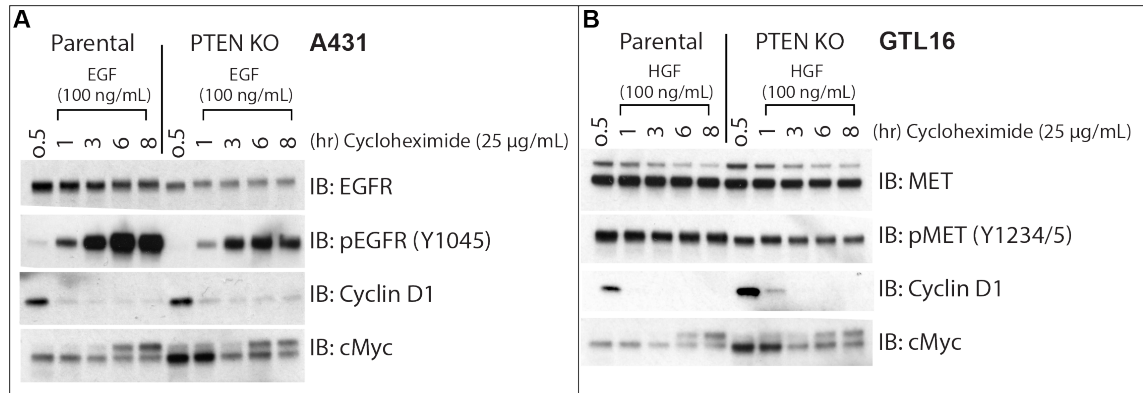 A
Parental PTEN KO A431
EGF EGF
(100 ng/mL) (100 ng/mL)
0.5 1 3 6 8 0.5 1 3 6 8 (hr) Cycloheximide (25 µg/mL)
IB: EGFR
IB: pEGFR (Y1045)
IB: Cyclin D1
IB: cMyc
B
Parental PTEN KO GTL16
HGF HGF
(100 ng/mL) (100 ng/mL)
0.5 1 3 6 8 0.5 1 3 6 8 (hr) Cycloheximide (25 µg/mL)
IB: MET
IB: pMET (Y1234/5)
IB: Cyclin D1
IB: cMyc